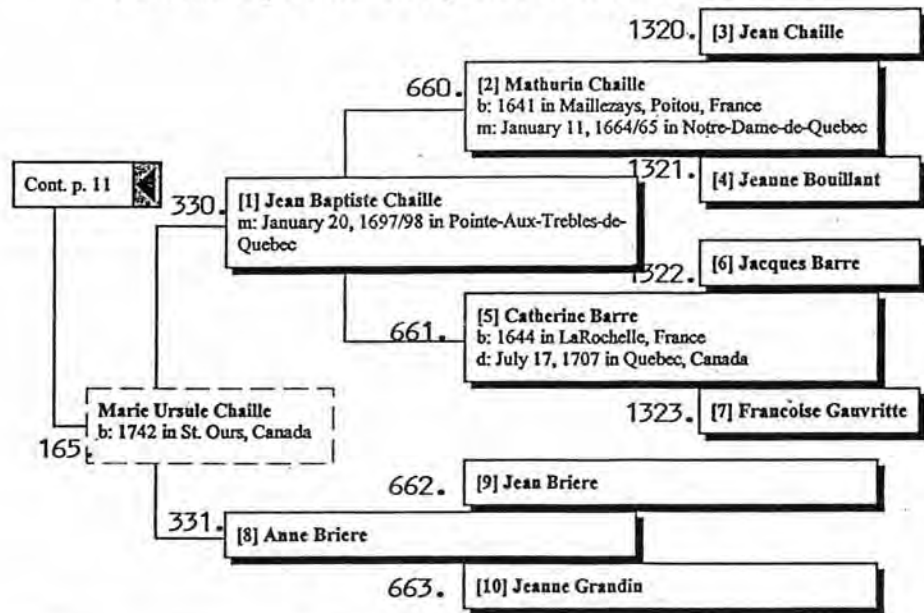 1320. [3] Jean Chaille
660. [2] Mathurin Chaille
b: 1641 in Maillezays, Poitou, France
m: January 11, 1664/65 in Notre-Dame-de-Quebec
1321. [4] Jeanne Bouillant
Cont. p. 11
330. [1] Jean Baptiste Chaille
m: January 20, 1697/98 in Pointe-Aux-Trebles-de-
Quebec
1322. [6] Jacques Barre
661. [5] Catherine Barre
b: 1644 in LaRochelle, France
d: July 17, 1707 in Quebec, Canada
1323. [7] Francoise Gauvritte
165. Marie Ursule Chaille
b: 1742 in St. Ours, Canada
662. [9] Jean Briere
331. [8] Anne Briere
663. [10] Jeanne Grandin